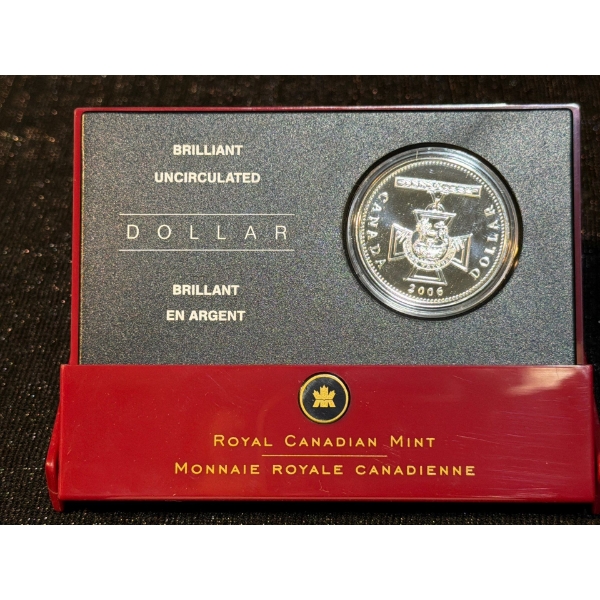 BRILLIANT
UNCIRCULATED
DOLLAR
BRILLANT
EN ARGENT
CANADA
DOLLAR
2006
ROYAL CANADIAN MINT
MONNAIE ROYALE CANADIENNE